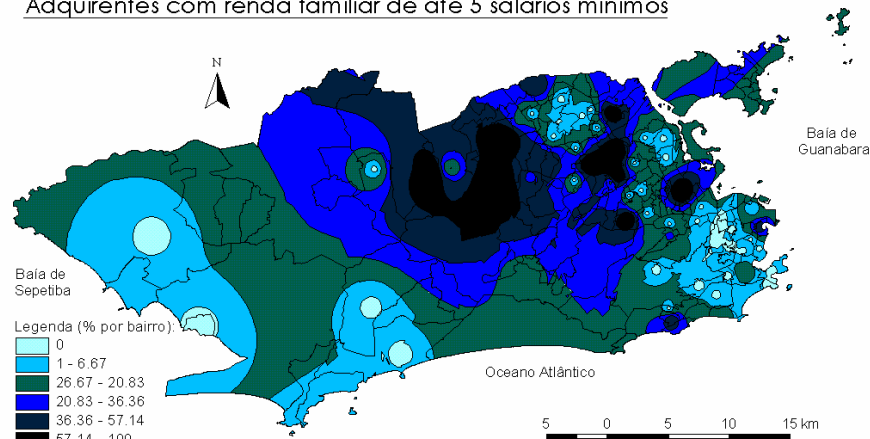 Adquirentes com renda familiar de até 5 salários mínimos
N
Baía de
Guanabara
Baía de
Sepetiba
Legenda (% por bairro):
0
1 - 6.67
26.67 - 20.83
20.83 - 36.36
36.36 - 57.14
57.14 - 100
Oceano Atlântico
5 0 5 10 15 km